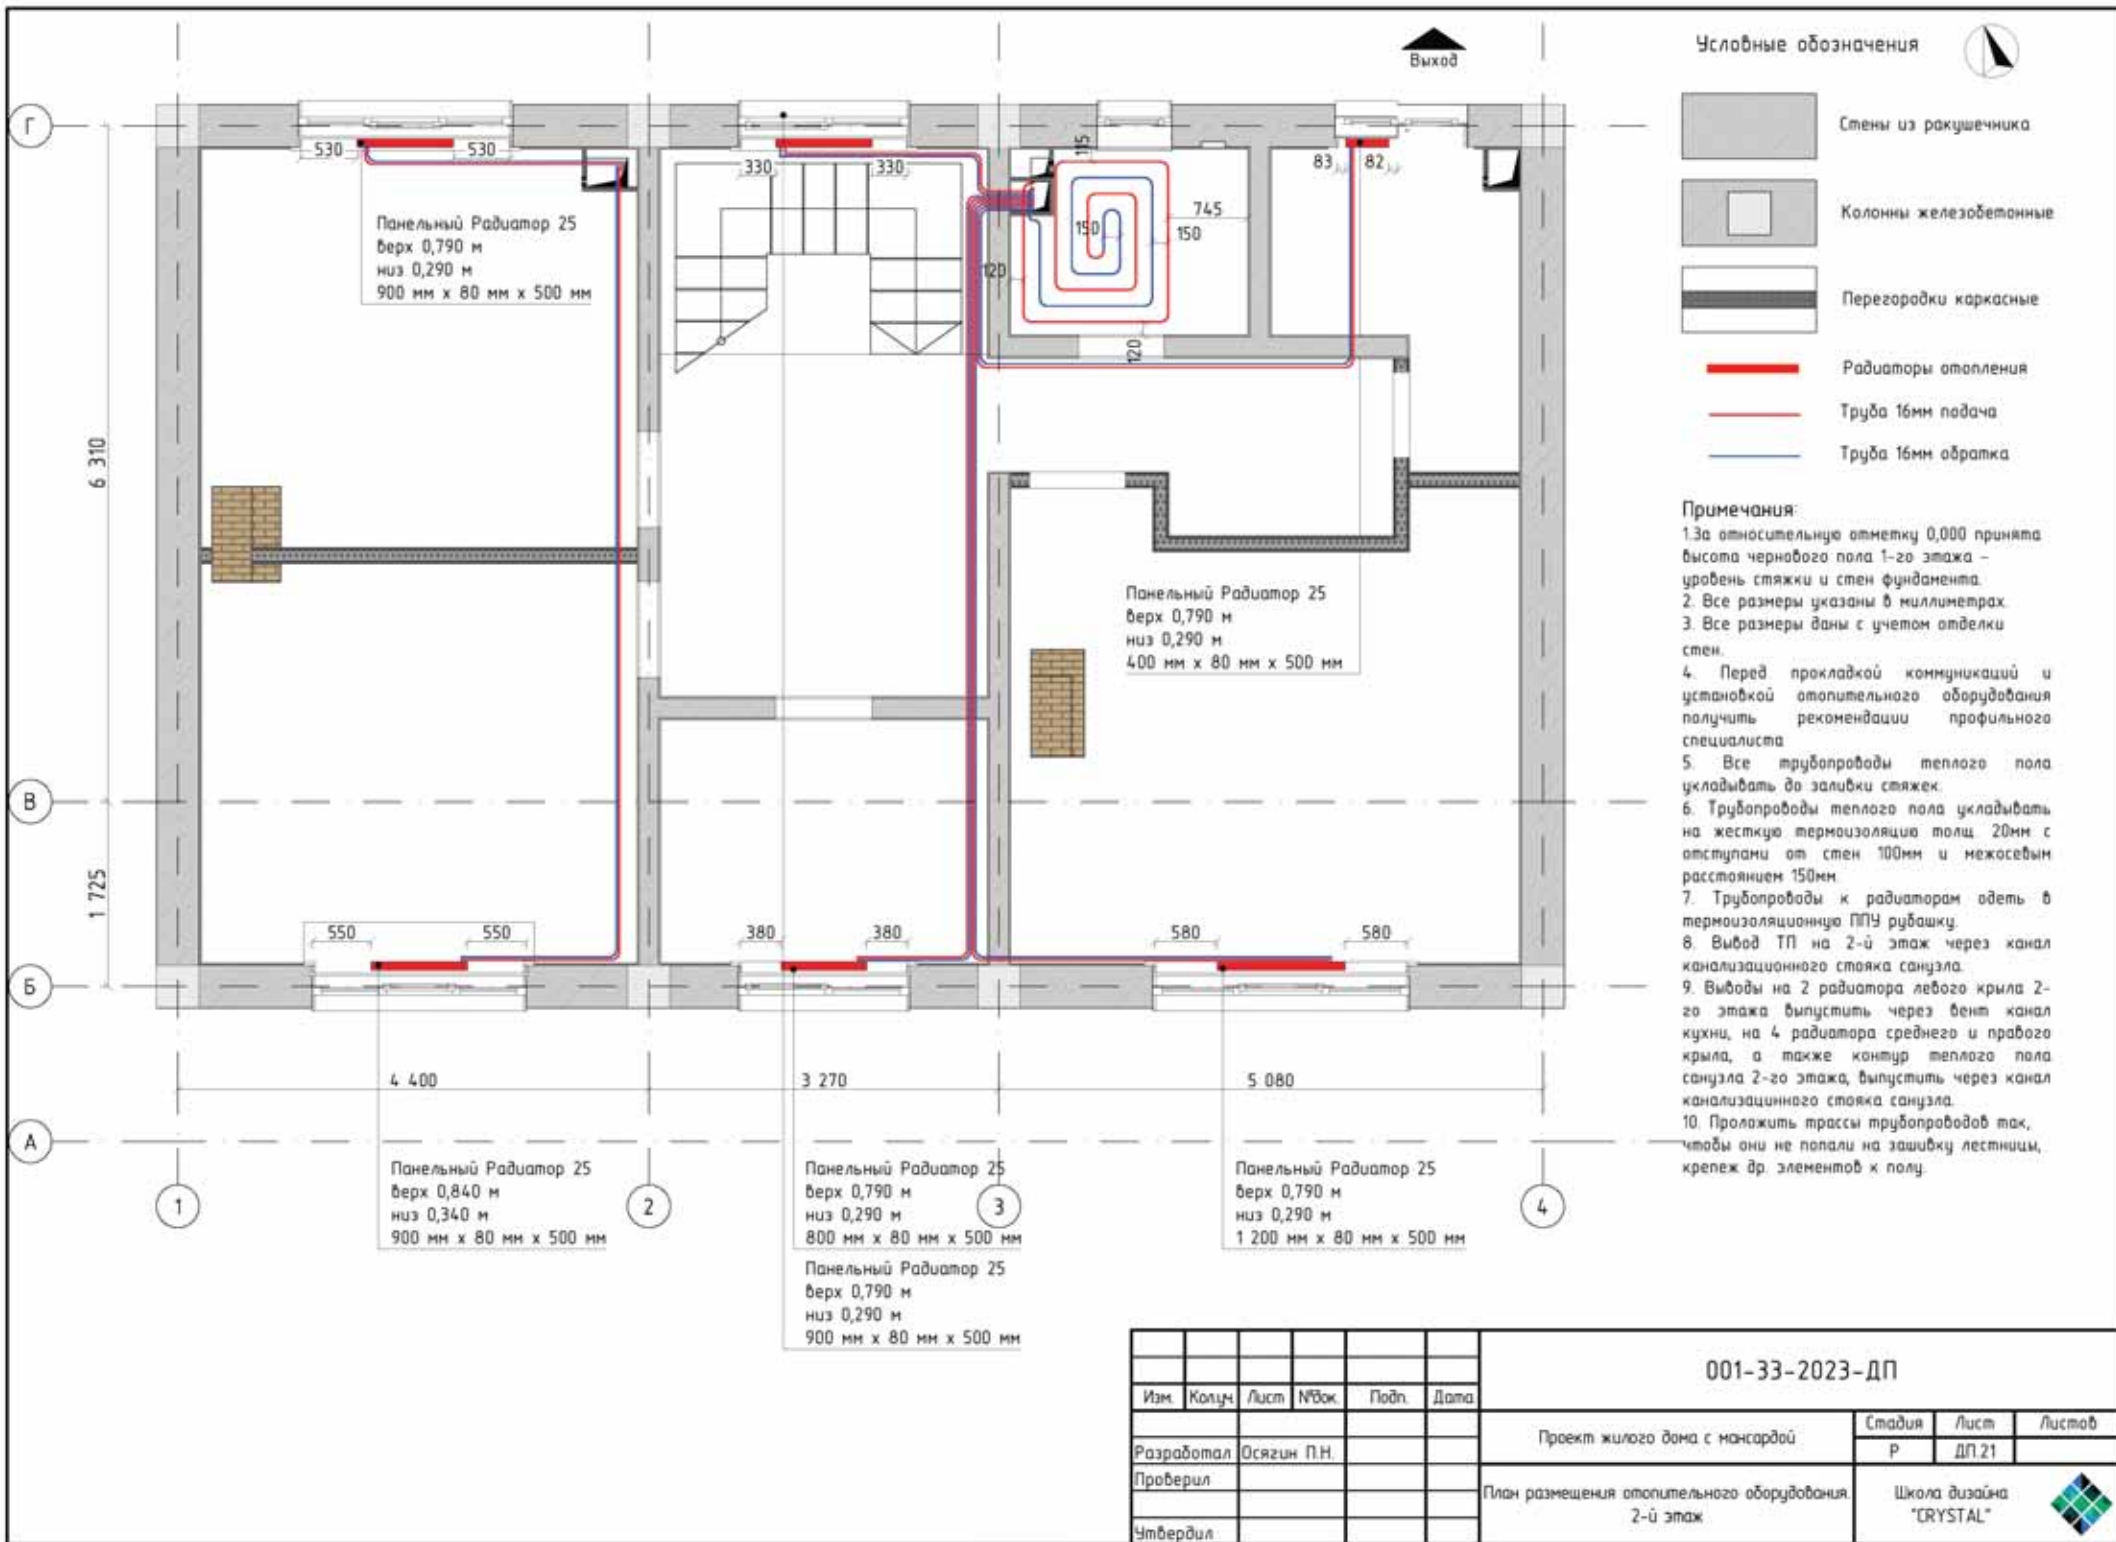 Выход
Условные обозначения
Г
Стены из ракушечника
Колонны железобетонные
Перегородки каркасные
Радиаторы отопления
Труба 16мм подача
Труба 16мм обратка
530
530
330
330
115
83
82
745
150
150
120
120
Панельный Радиатор 25
верх 0,790 м
низ 0,290 м
900 мм х 80 мм х 500 мм
6 310
Панельный Радиатор 25
верх 0,790 м
низ 0,290 м
400 мм х 80 мм х 500 мм
Примечания:
1.За относительную отметку 0,000 принята
высота чернового пола 1-го этажа –
уровень стяжки и стен фундамента.
2. Все размеры указаны в миллиметрах.
3. Все размеры даны с учетом отделки
стен.
4. Перед прокладкой коммуникаций и
установкой отопительного оборудования
получить рекомендации профильного
специалиста
5. Все трубопроводы теплого пола
укладывать до заливки стяжек.
6. Трубопроводы теплого пола укладывать
на жесткую термоизоляцию толщ. 20мм с
отступами от стен 100мм и межосевым
расстоянием 150мм.
7. Трубопроводы к радиаторам одеть в
термоизоляционную ППУ рубашку.
8. Вывод ТП на 2-й этаж через канал
канализационного стояка санузла.
9. Выводы на 2 радиатора левого крыла 2-
го этажа выпустить через вент канал
кухни, на 4 радиатора среднего и правого
крыла, а также контур теплого пола
санузла 2-го этажа, выпустить через канал
канализацинного стояка санузла.
10. Проложить трассы трубопроводов так,
чтобы они не попали на зашивку лестницы,
крепеж др. элементов к полу.
В
1 725
550
550
380
380
580
580
Б
4 400
3 270
5 080
А
1
2
3
4
Панельный Радиатор 25
верх 0,840 м
низ 0,340 м
900 мм х 80 мм х 500 мм
Панельный Радиатор 25
верх 0,790 м
низ 0,290 м
800 мм х 80 мм х 500 мм
Панельный Радиатор 25
верх 0,790 м
низ 0,290 м
900 мм х 80 мм х 500 мм
Панельный Радиатор 25
верх 0,790 м
низ 0,290 м
1 200 мм х 80 мм х 500 мм
001-33-2023-ДП
Изм. Колуч Лист №док. Подп. Дата
Проект жилого дома с мансардой
Стадия Лист Листов
Р ДП.21
Разработал Осягин П.Н.
Проверил
Утвердил
План размещения отопительного оборудования.
2-й этаж
Школа дизайна
"CRYSTAL"